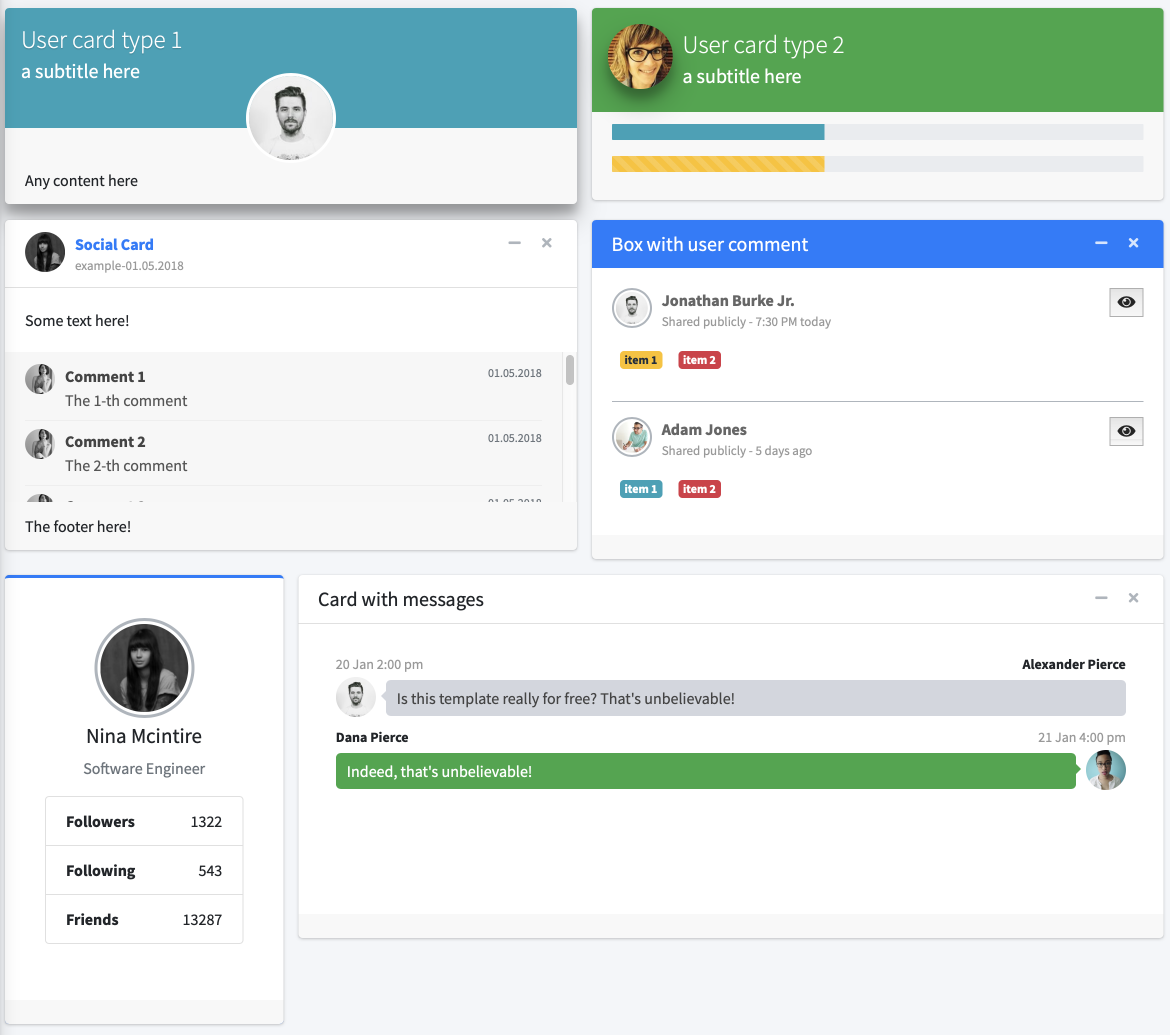 User card type 1
a subtitle here
Any content here
User card type 2
a subtitle here
Social Card
example-01.05.2018
Some text here!
Comment 1
01.05.2018
The 1-th comment
Comment 2
01.05.2018
The 2-th comment
01.05.2018
The footer here!
Box with user comment
Jonathan Burke Jr.
Shared publicly - 7:30 PM today
item 1 item 2
Adam Jones
Shared publicly - 5 days ago
item 1 item 2
Nina Mcintire
Software Engineer
Followers 1322
Following 543
Friends 13287
Card with messages
20 Jan 2:00 pm Alexander Pierce
Is this template really for free? That's unbelievable!
Dana Pierce 21 Jan 4:00 pm
Indeed, that's unbelievable!